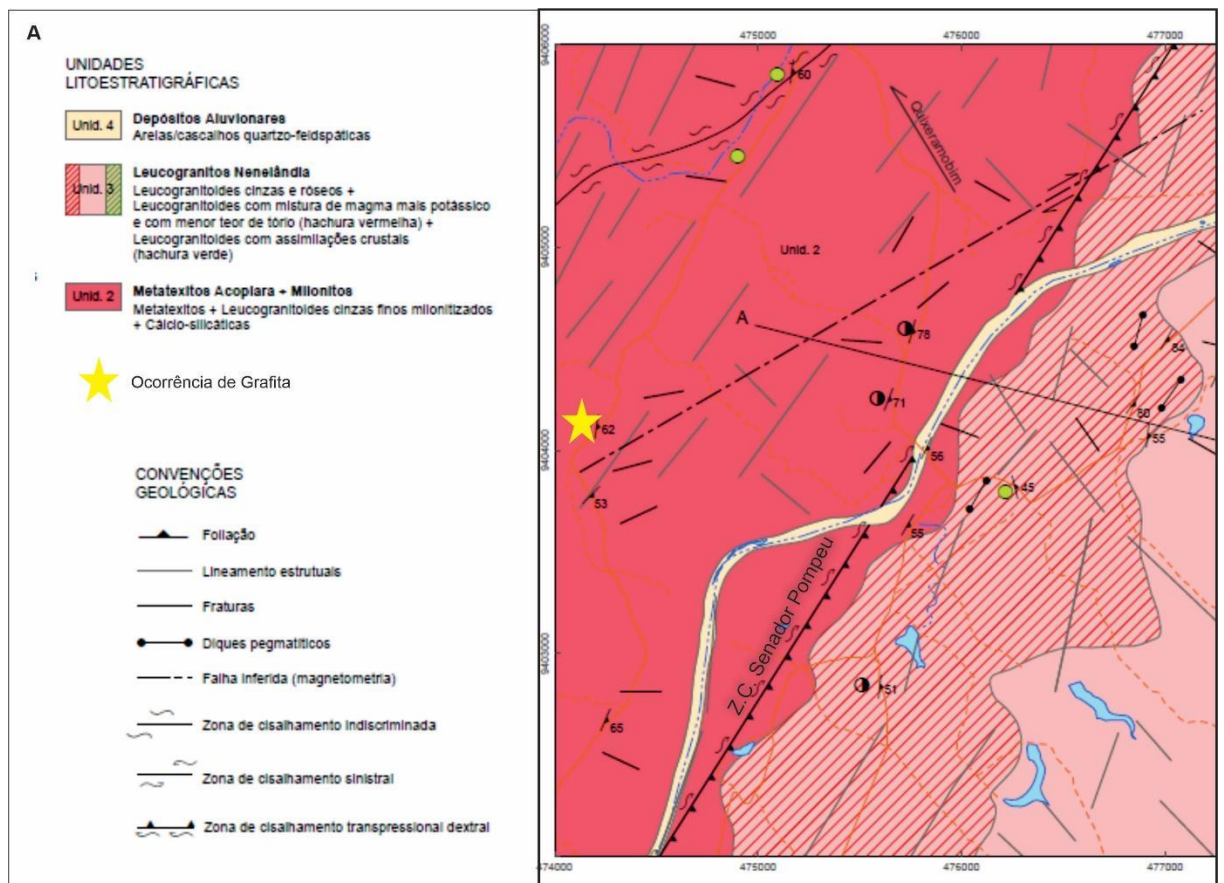 A
UNIDADES
LITOESTRATIGRÁFICAS
Unid. 4
Depósitos Aluvionares
Areias/cascalhos quartzo-feldspáticas
Unid. 3
Leucogranitos Nenelândia
Leucogranitoides cinzas e róseos +
Leucogranitoides com mistura de magma mais potássico
e com menor teor de tório (hachura vermelha) +
Leucogranitoides com assimilações crustais
(hachura verde)
Unid. 2
Metatexitos Acopiara + Milonitos
Metatexitos + Leucogranitoides cinzas finos milonitizados
+ Cálcio-silicáticas
Ocorrência de Grafita
CONVENÇÕES
GEOLÓGICAS
Foliação
Lineamento estrutuais
Fraturas
Diques pegmatíticos
Falha inferida (magnetometria)
Zona de cisalhamento indiscriminada
Zona de cisalhamento sinistral
Zona de cisalhamento transpressional dextral
475000
476000
477000
9406000
60
Quixeramobim
9405000
Unid. 2
A
78
84
71
80
62
55
9404000
56
53
45
55
Z.C. Senador Pompeu
9403000
51
65
474000
475000
476000
477000